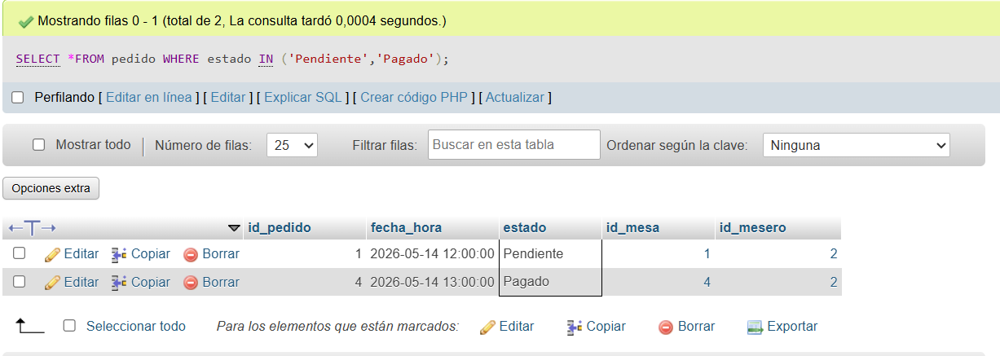 Mostrando filas 0 - 1 (total de 2, La consulta tardó 0,0004 segundos.)
SELECT *FROM pedido WHERE estado IN ('Pendiente','Pagado');
Perfilando [ Editar en línea ] [ Editar ] [ Explicar SQL ] [ Crear código PHP ] [ Actualizar ]
Mostrar todo Número de filas: 25 Filtrar filas: Buscar en esta tabla Ordenar según la clave: Ninguna
Opciones extra
id_pedido fecha_hora estado id_mesa id_mesero
Editar Copiar Borrar 1 2026-05-14 12:00:00 Pendiente 1 2
Editar Copiar Borrar 4 2026-05-14 13:00:00 Pagado 4 2
Seleccionar todo Para los elementos que están marcados: Editar Copiar Borrar Exportar